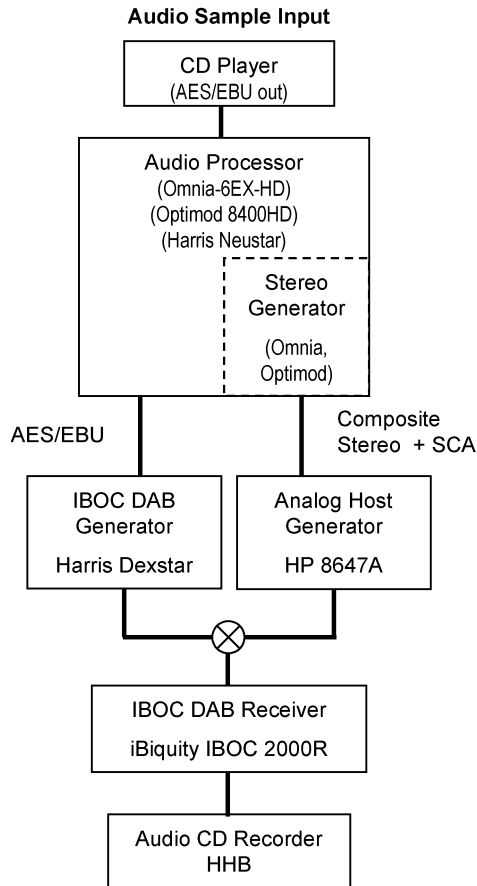 Audio Sample Input
CD Player
(AES/EBU out)
Audio Processor
(Omnia-6EX-HD)
(Optimod 8400HD)
(Harris Neustar)
Stereo
Generator
(Omnia,
Optimod)
AES/EBU
Composite
Stereo + SCA
IBOC DAB
Generator
Harris Dexstar
Analog Host
Generator
HP 8647A
IBOC DAB Receiver
iBiquity IBOC 2000R
Audio CD Recorder
HHB